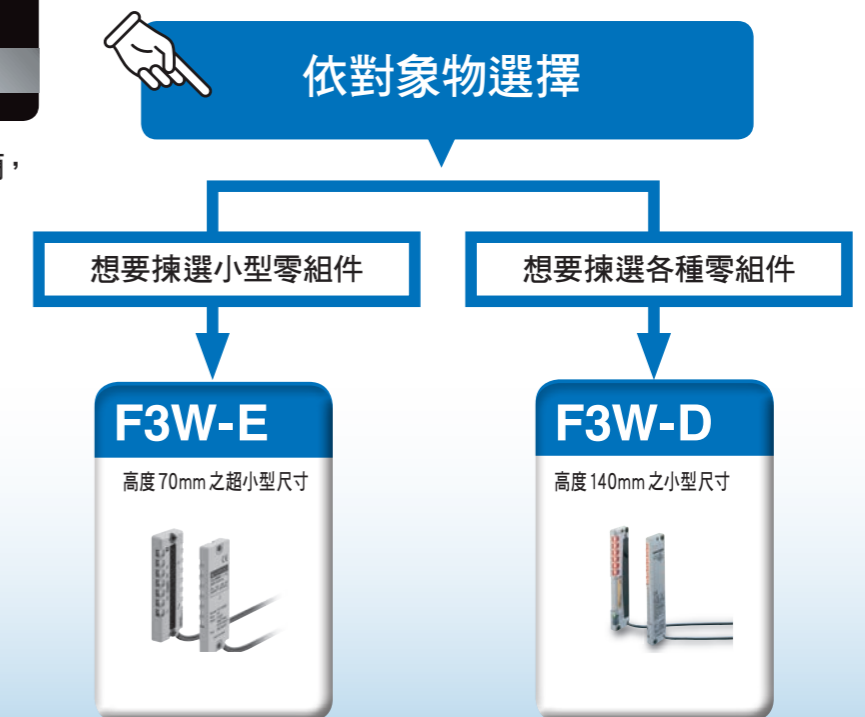 依對象物選擇
，
想要揀選小型零組件
想要揀選各種零組件
F3W-E
高度70mm之超小型尺寸
F3W-D
高度140mm之小型尺寸